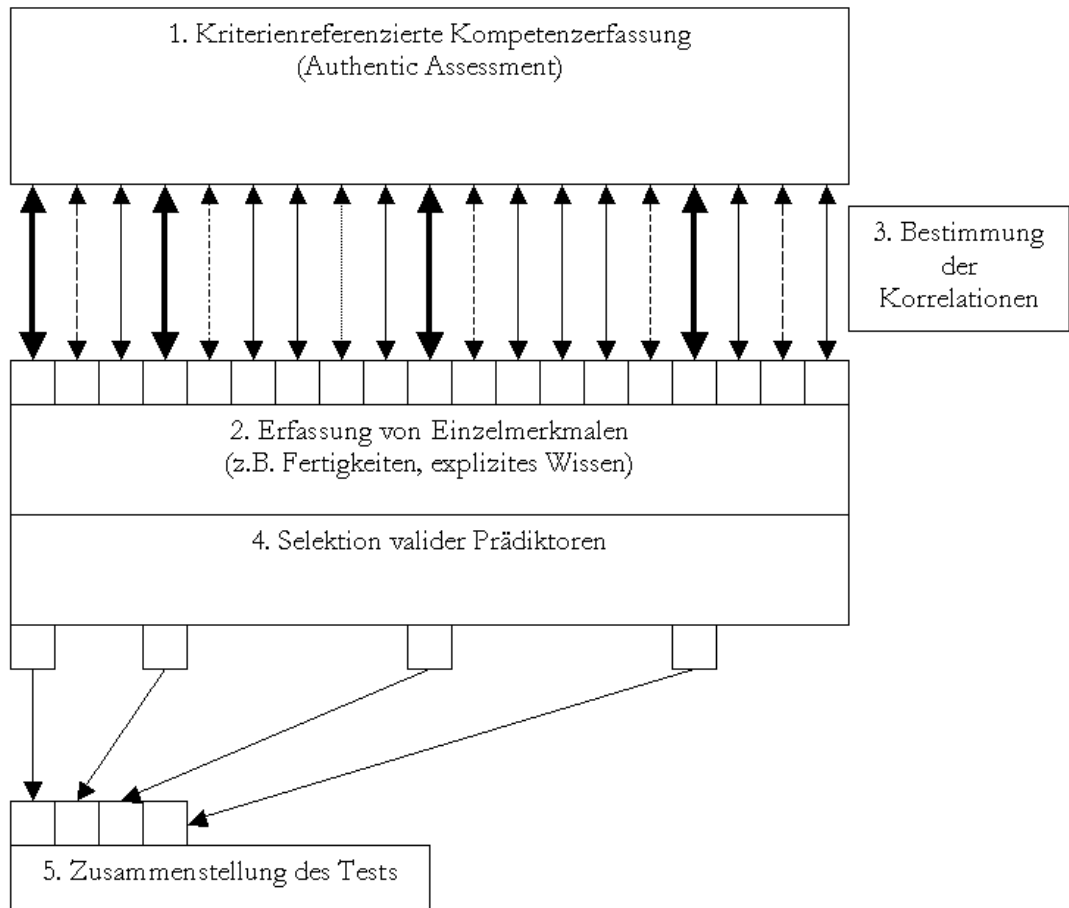 1. Kriterienreferenzierte Kompetenzerfassung
(Authentic Assessment)
3. Bestimmung
der
Korrelationen
2. Erfassung von Einzelmerkmalen
(z.B. Fertigkeiten, explizites Wissen)
4. Selektion valider Prädiktoren
5. Zusammenstellung des Tests